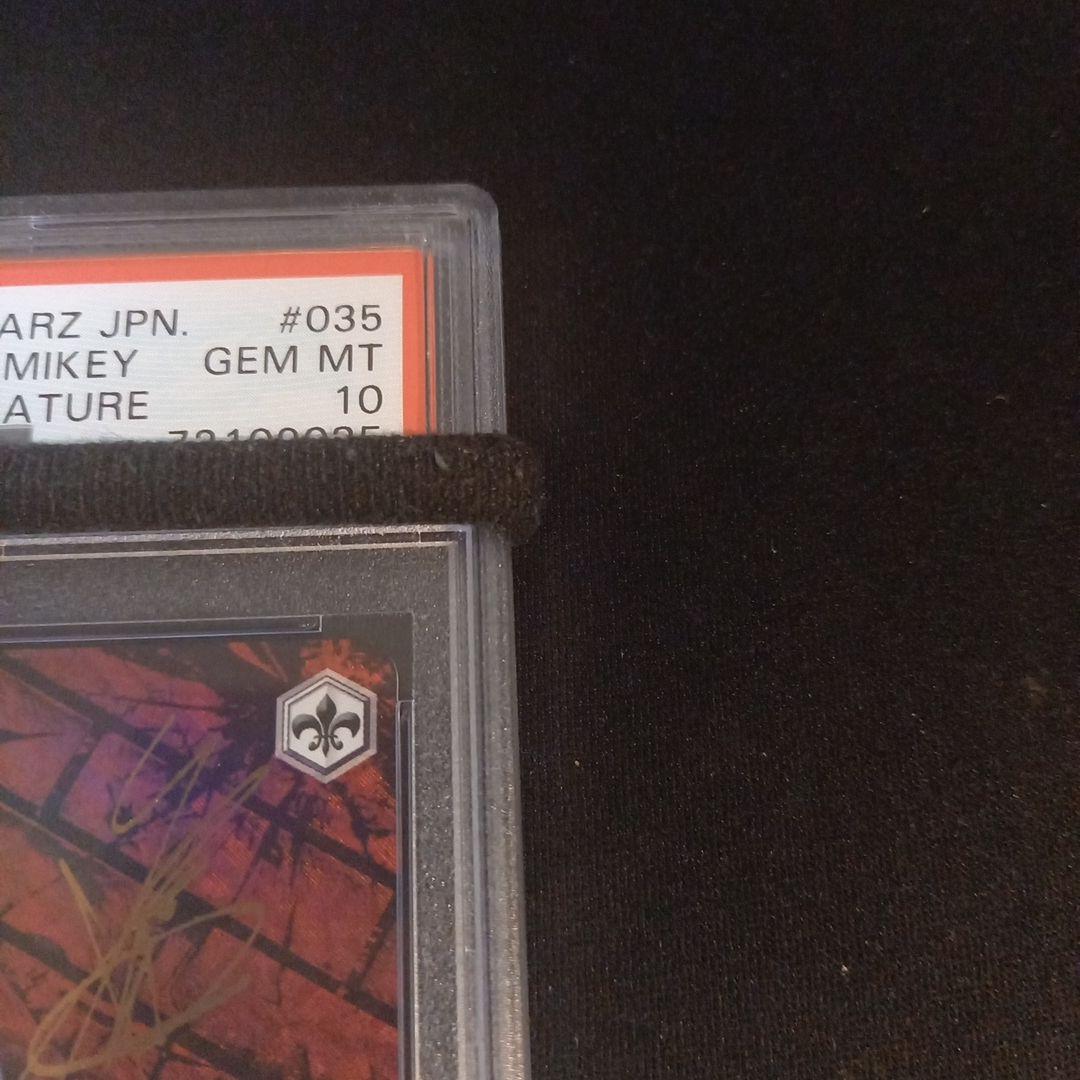 ARZ JPN. #035
MIKEY GEM MT
ATURE 10